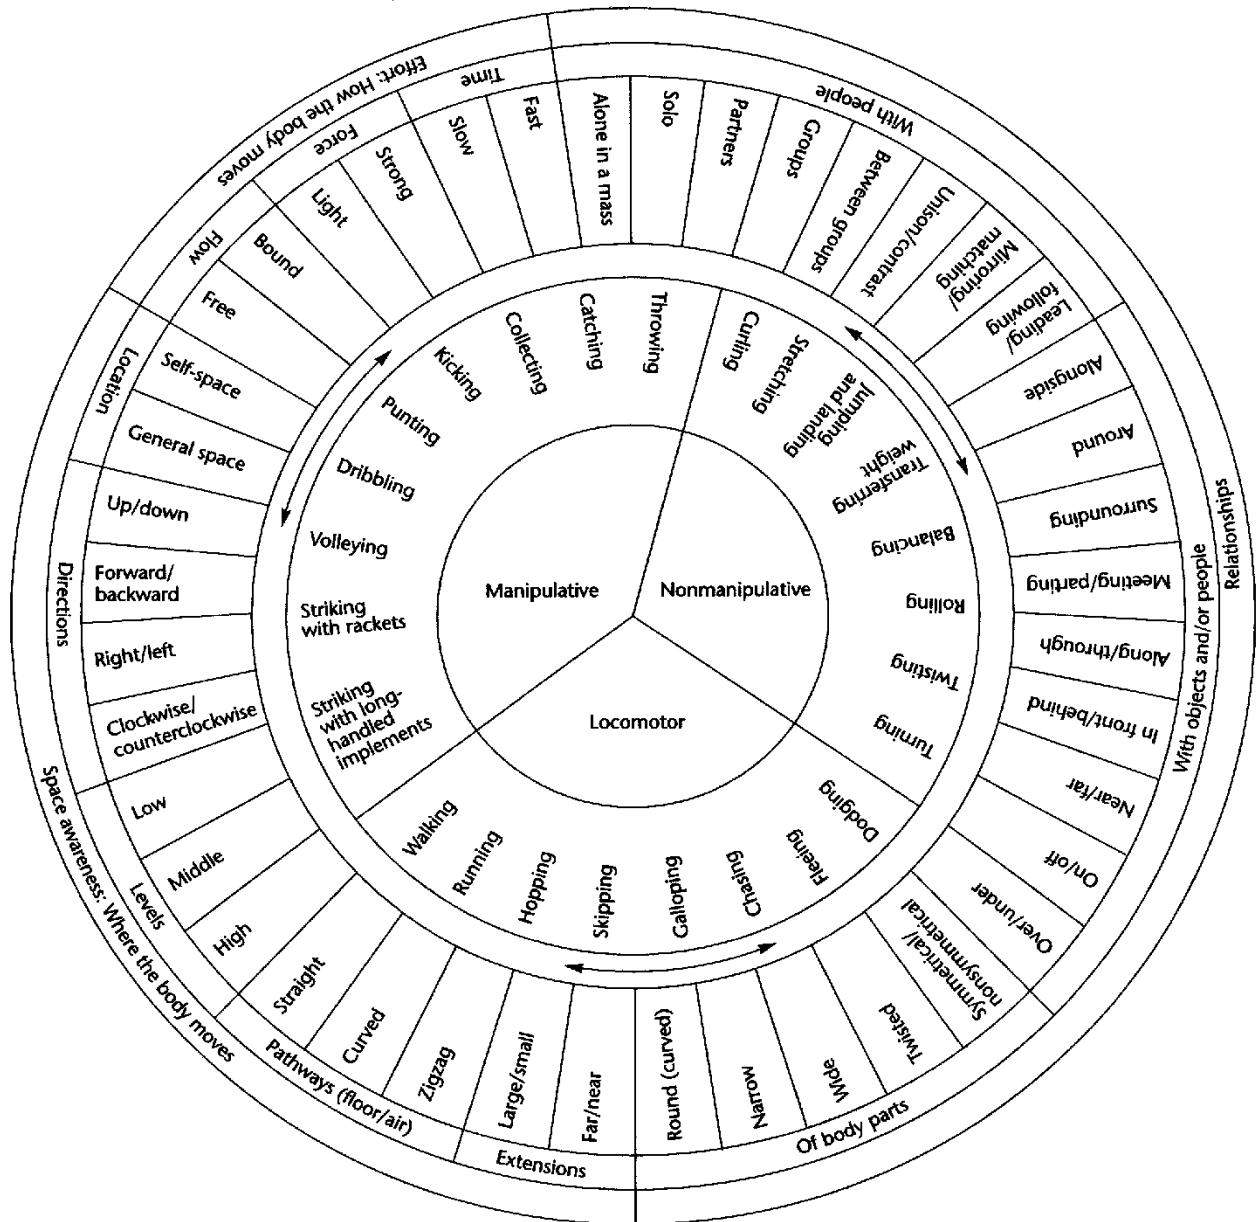 Effort: How the body moves
Time
Force
Flow
Fast
Slow
Strong
Light
Bound
Free
With people
Alone in a mass
Solo
Partners
Groups
Between groups
Unison/contrast
Mirroring/
matching
Leading/
following
Relationships
With objects and/or people
Alongside
Around
Surrounding
Meeting/parting
Along/through
In front/behind
Near/far
On/off
Over/under
Of body parts
Symmetrical/
nonsymmetrical
Twisted
Wide
Narrow
Round (curved)
Space awareness: Where the body moves
Location
Self-space
General space
Directions
Up/down
Forward/
backward
Right/left
Clockwise/
counterclockwise
Levels
Low
Middle
High
Pathways (floor/air)
Straight
Curved
Zigzag
Extensions
Large/small
Far/near
Manipulative
Throwing
Catching
Collecting
Kicking
Punting
Dribbling
Volleying
Striking
with rackets
Striking
with long-
handled
implements
Nonmanipulative
Curling
Stretching
Jumping
and landing
Transferring
weight
Balancing
Rolling
Twisting
Turning
Locomotor
Walking
Running
Hopping
Skipping
Galloping
Chasing
Fleeing
Dodging